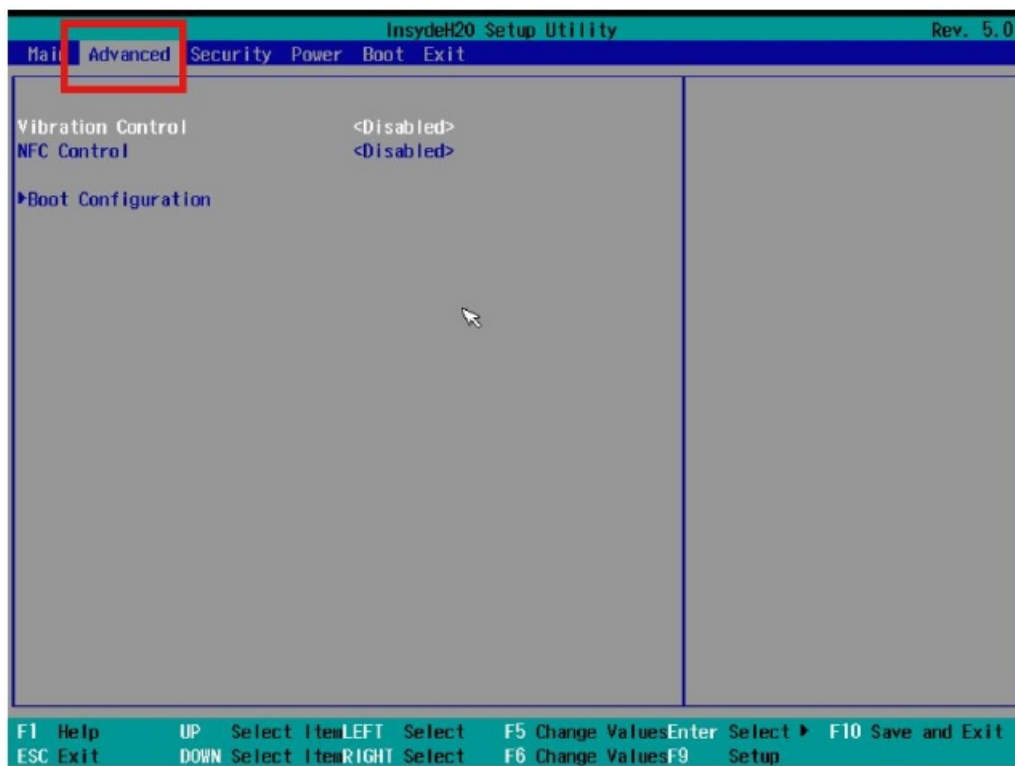 InsydeH20 Setup Utility Rev. 5.0
Main Advanced Security Power Boot Exit
Vibration Control <Disabled>
NFC Control <Disabled>
▶Boot Configuration
F1 Help UP Select Item LEFT Select F5 Change Values Enter Select ▶ F10 Save and Exit
ESC Exit DOWN Select Item RIGHT Select F6 Change Values F9 Setup